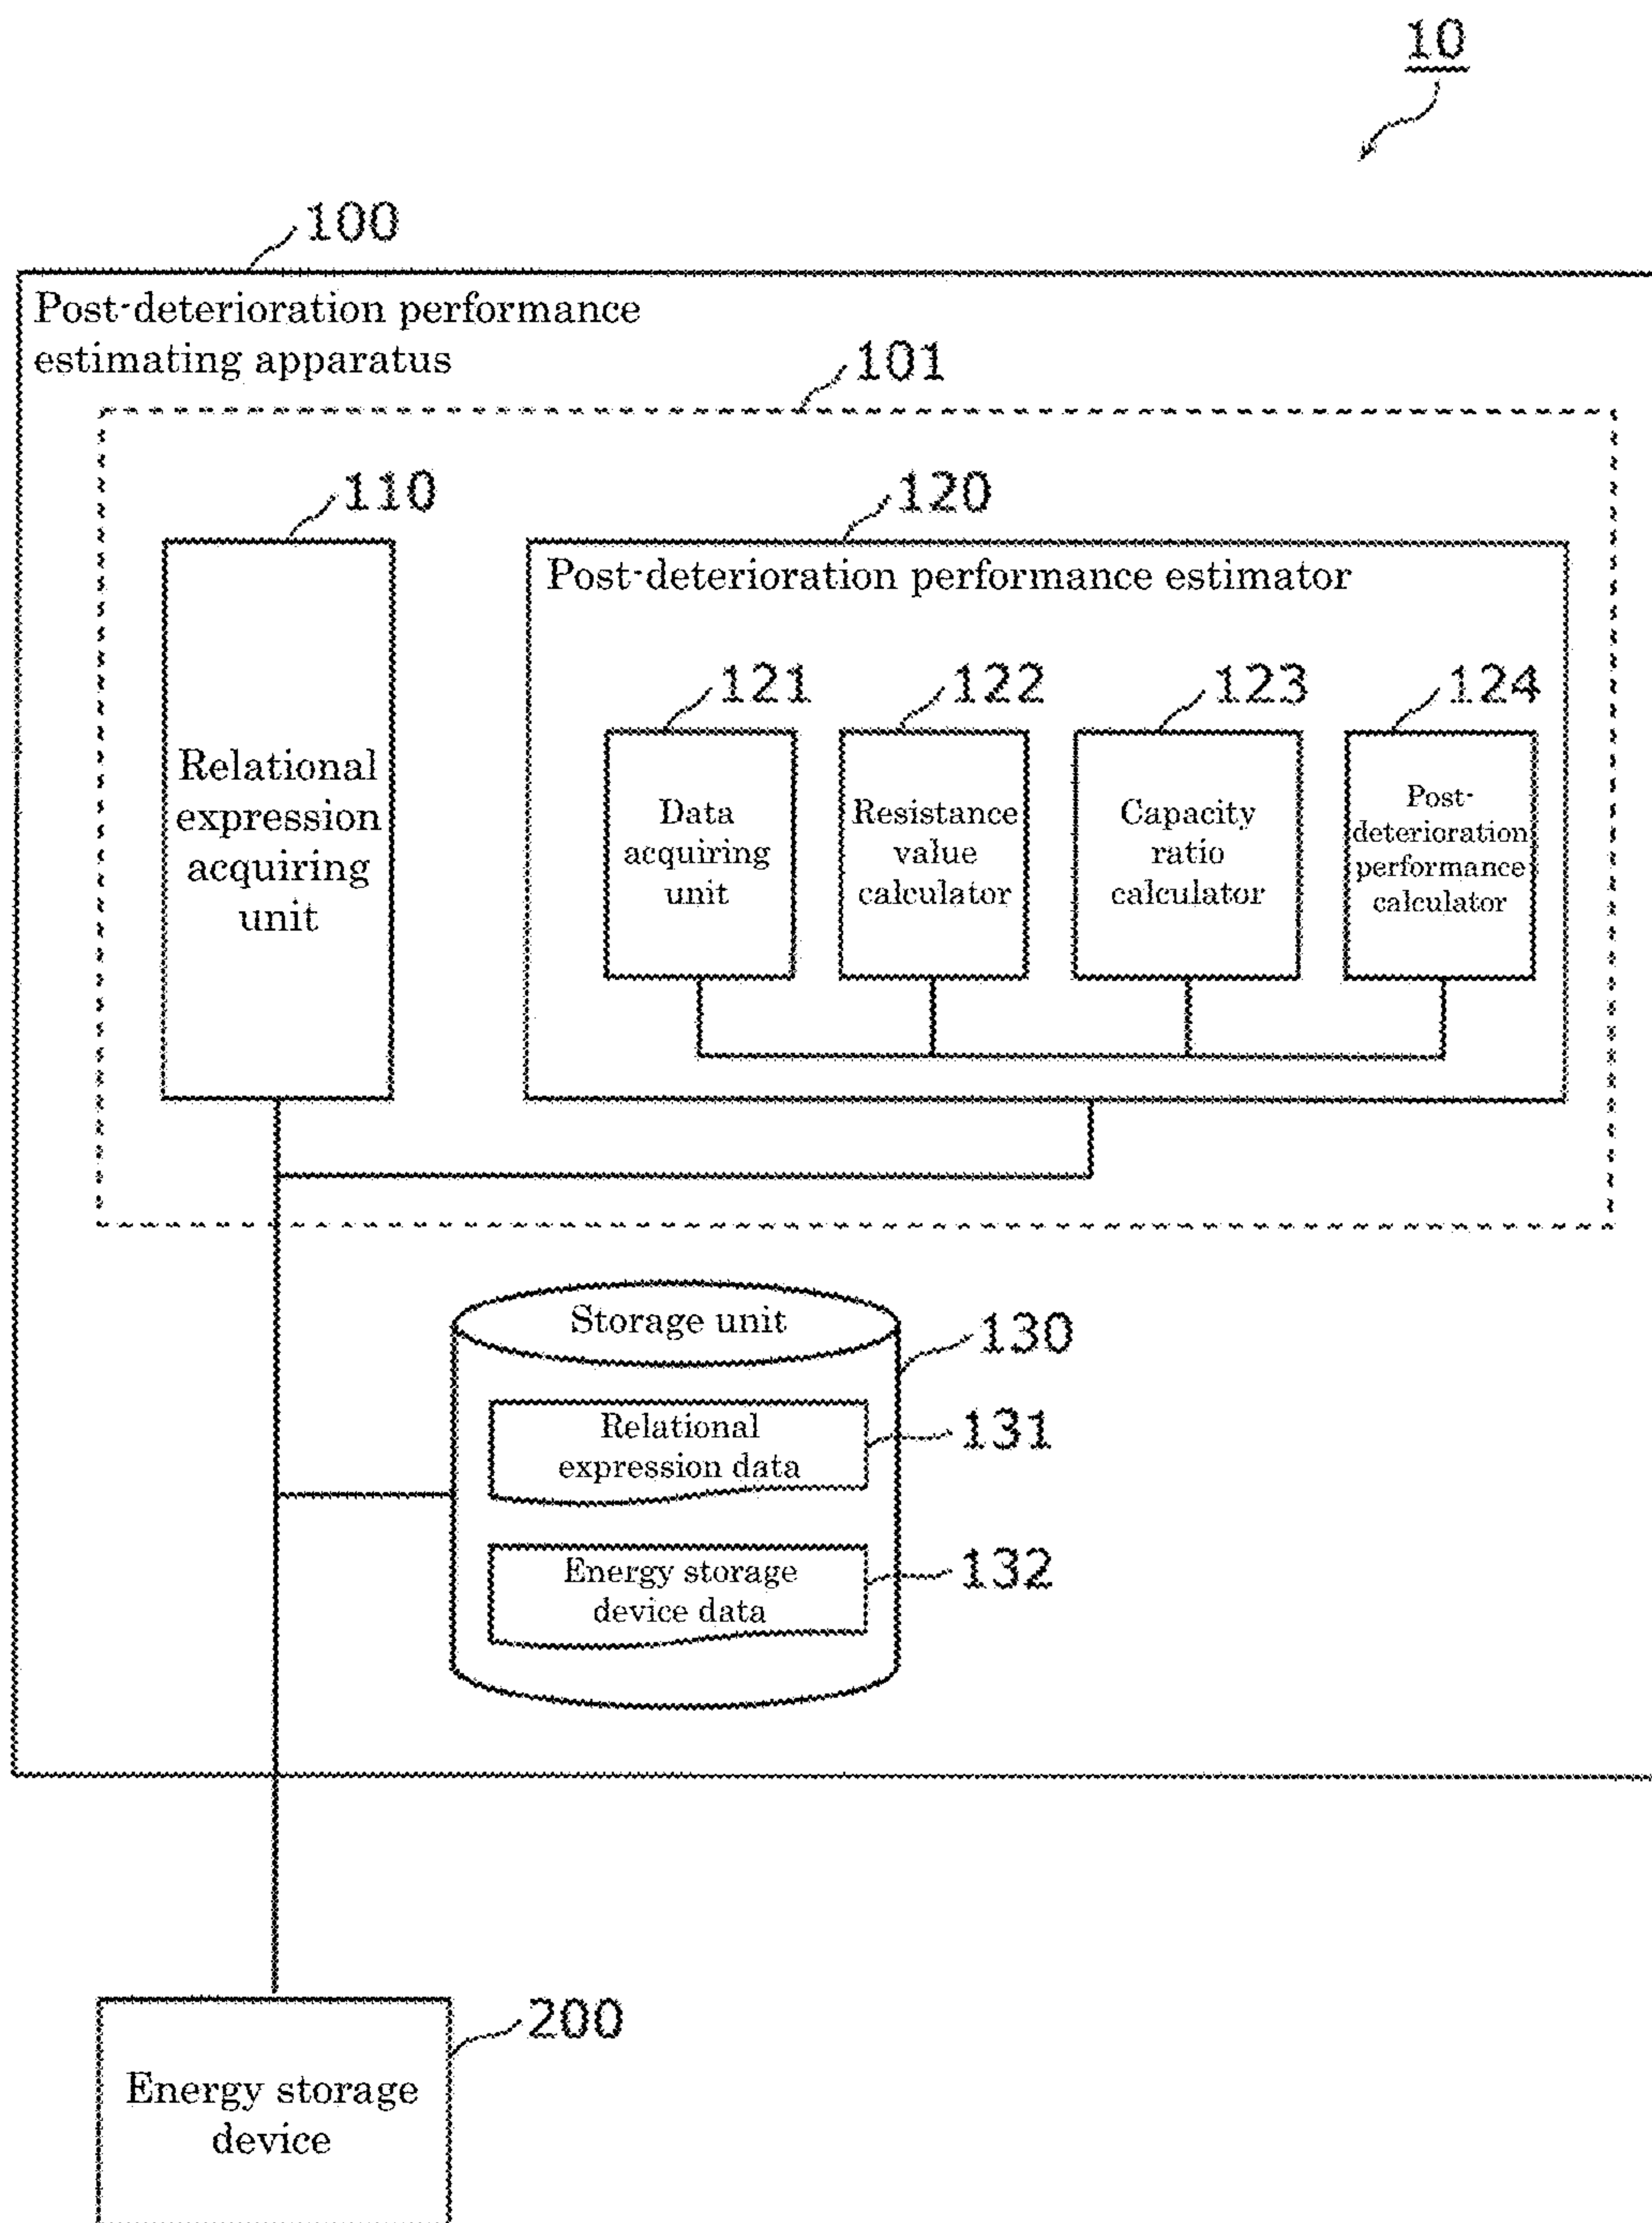 10
100
Post-deterioration performance
estimating apparatus
101
110
120
Relational
expression
acquiring
unit
Post-deterioration performance estimator
121
122
123
124
Data
acquiring
unit
Resistance
value
calculator
Capacity
ratio
calculator
Post-
deterioration
performance
calculator
Storage unit
130
Relational
expression data
131
Energy storage
device data
132
200
Energy storage
device